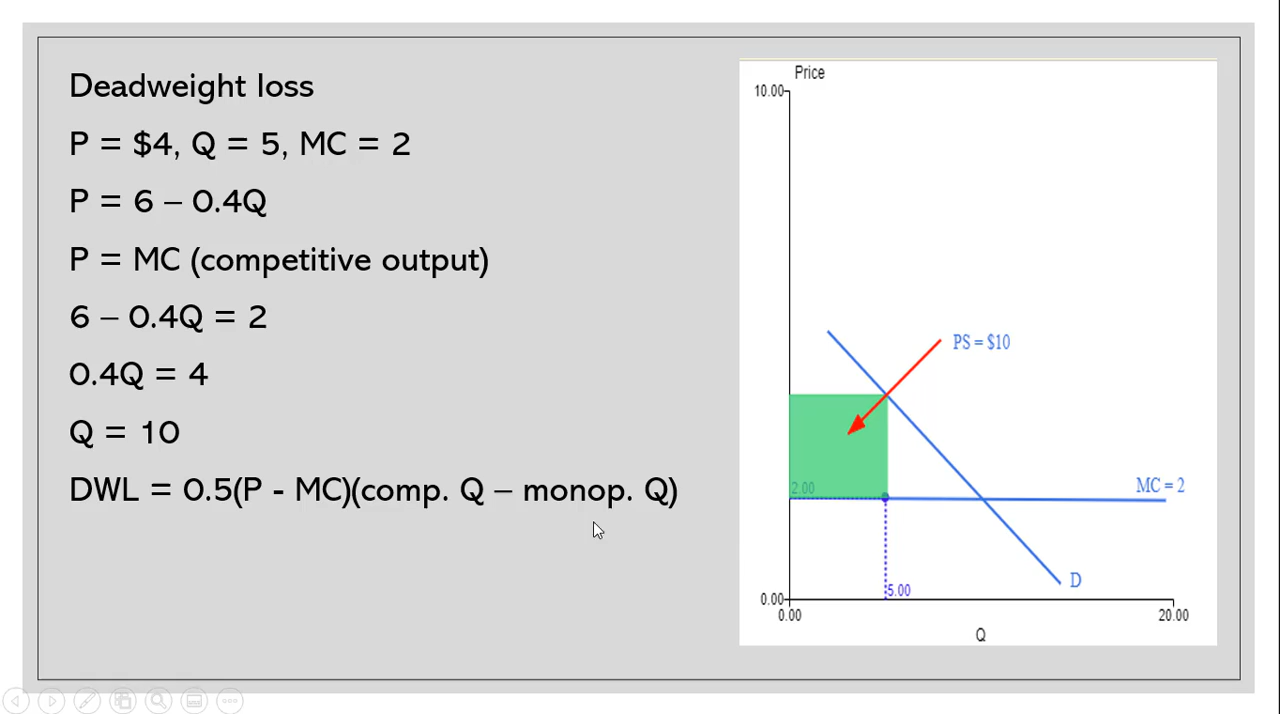 Deadweight loss
P = $4, Q = 5, MC = 2
P = 6 – 0.4Q
P = MC (competitive output)
6 – 0.4Q = 2
0.4Q = 4
Q = 10
DWL = 0.5(P - MC)(comp. Q – monop. Q)
Price
10.00
PS = $10
2.00
MC = 2
D
5.00
0.00
0.00
20.00
Q